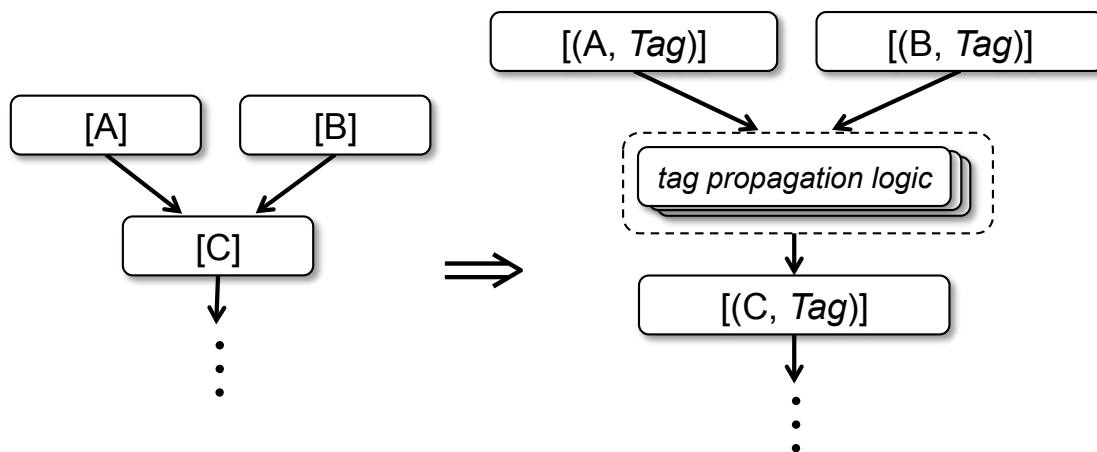 [A]
[B]
[C]
[(A, Tag)]
[(B, Tag)]
tag propagation logic
[(C, Tag)]